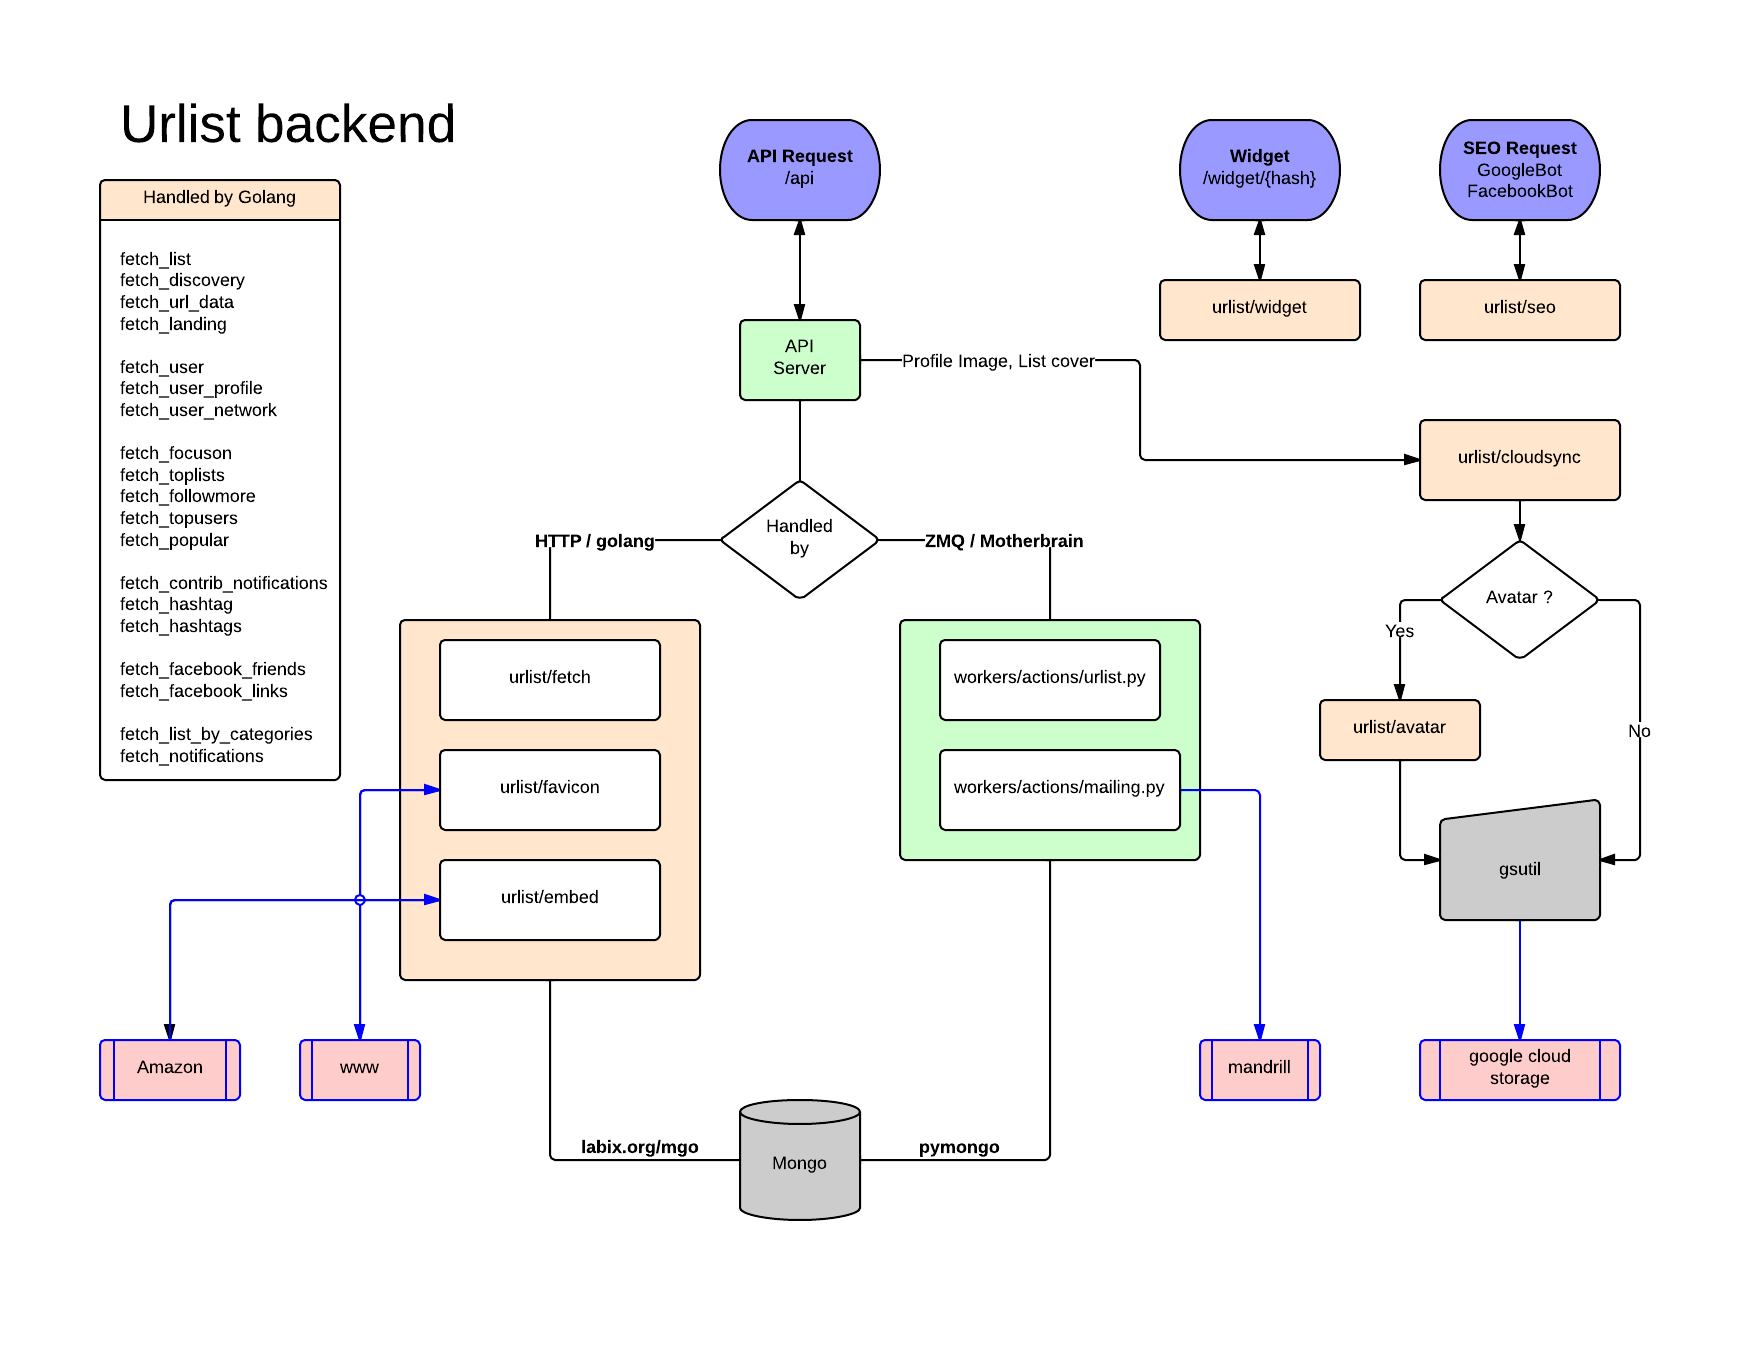 Urlist backend
Handled by Golang
fetch_list
fetch_discovery
fetch_url_data
fetch_landing
fetch_user
fetch_user_profile
fetch_user_network
fetch_focuson
fetch_toplists
fetch_followmore
fetch_topusers
fetch_popular
fetch_contrib_notifications
fetch_hashtag
fetch_hashtags
fetch_facebook_friends
fetch_facebook_links
fetch_list_by_categories
fetch_notifications
API Request
/api
Widget
/widget/{hash}
SEO Request
GoogleBot
FacebookBot
API
Server
Profile Image, List cover
urlist/widget
urlist/seo
urlist/cloudsync
Handled
by
HTTP / golang
ZMQ / Motherbrain
Avatar ?
Yes
No
urlist/fetch
urlist/favicon
urlist/embed
workers/actions/urlist.py
workers/actions/mailing.py
urlist/avatar
gsutil
Amazon
www
mandrill
google cloud
storage
labix.org/mgo
Mongo
pymongo